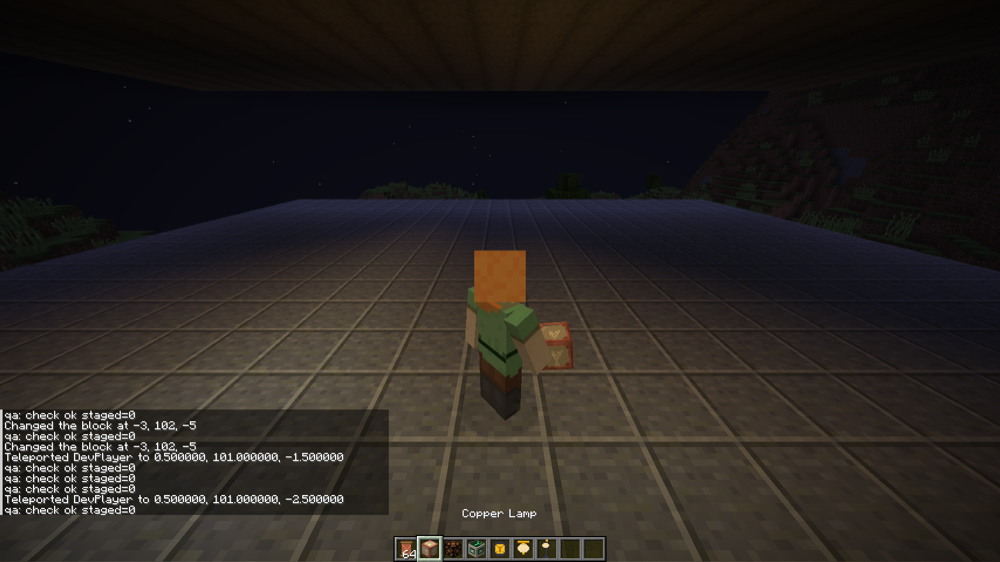 qa: check ok staged=0
Changed the block at -3, 102, -5
qa: check ok staged=0
Changed the block at -3, 102, -5
Teleported DevPlayer to 0.500000, 101.000000, -1.500000
qa: check ok staged=0
qa: check ok staged=0
qa: check ok staged=0
Teleported DevPlayer to 0.500000, 101.000000, -2.500000
qa: check ok staged=0
Copper Lamp
64